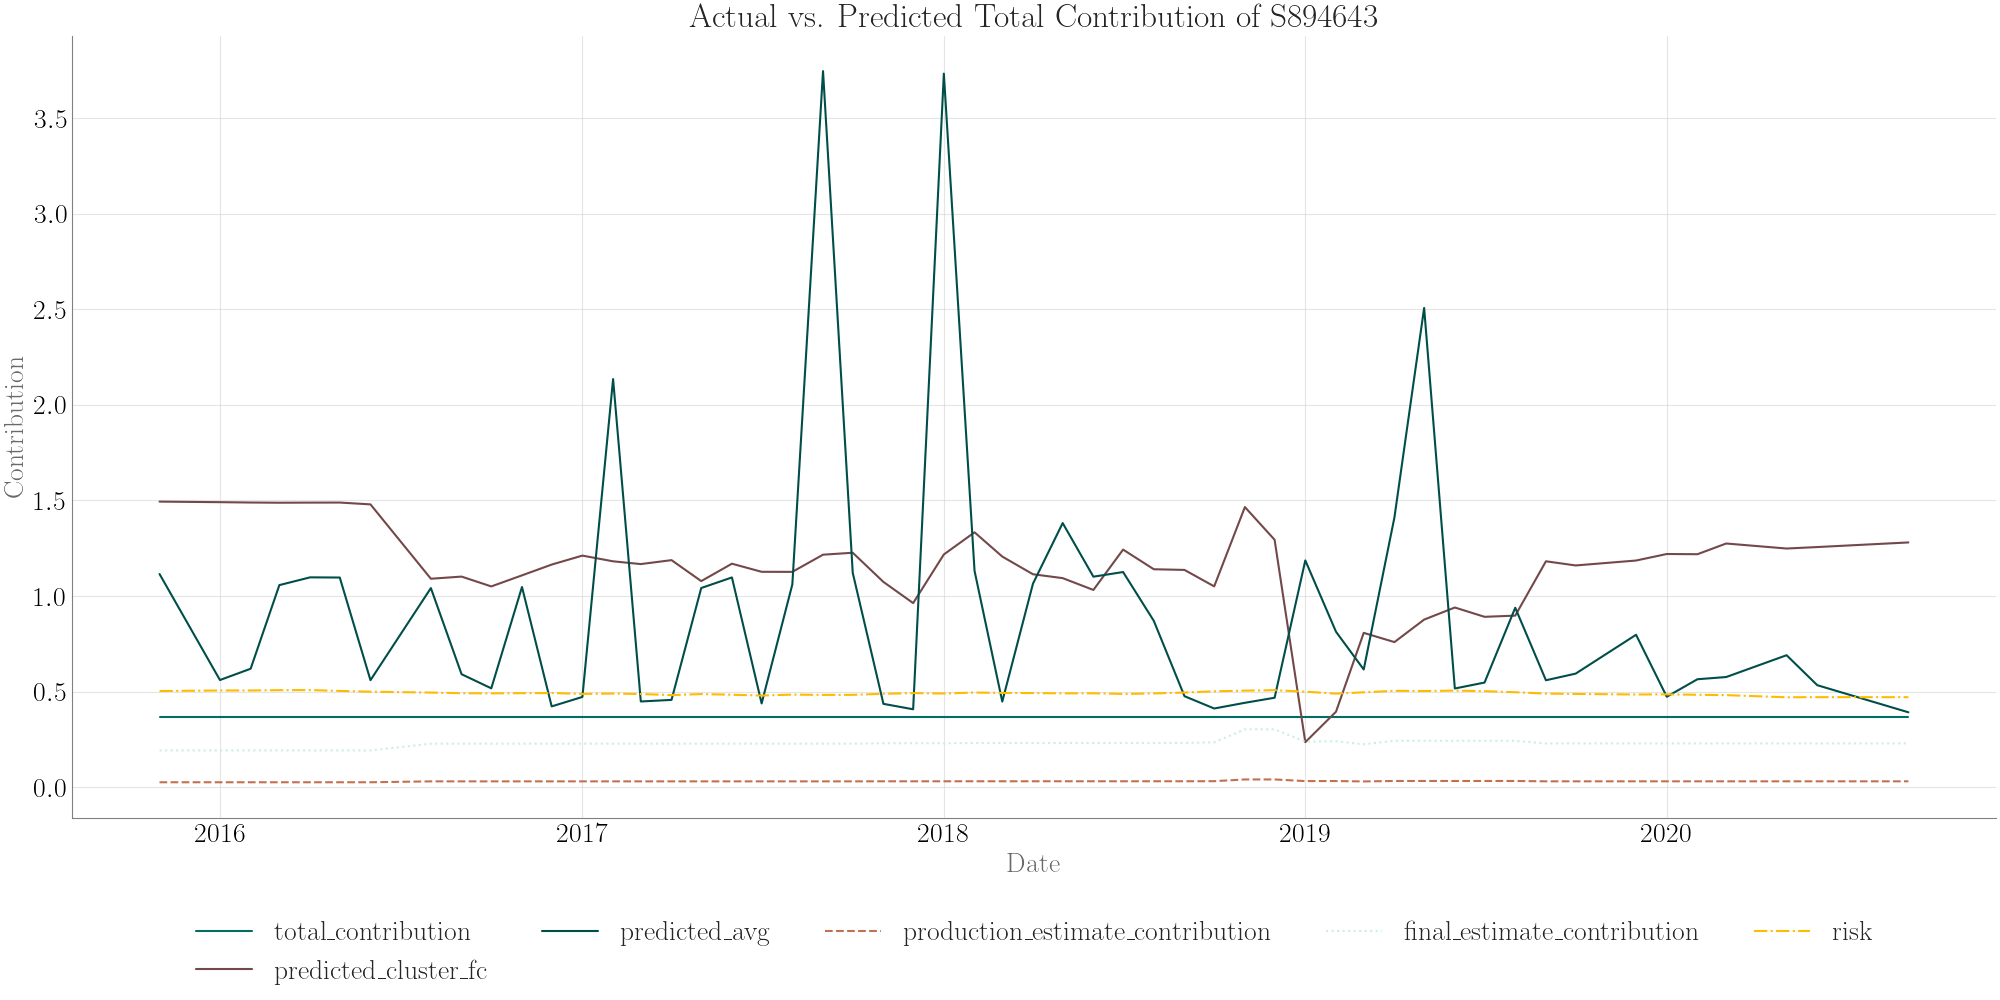 Actual vs. Predicted Total Contribution of S894643
3.5
3.0
2.5
2.0
1.5
1.0
0.5
0.0
Contribution
2016 2017 2018 2019 2020
Date
total_contribution predicted_avg production_estimate_contribution final_estimate_contribution risk
predicted_cluster_fc